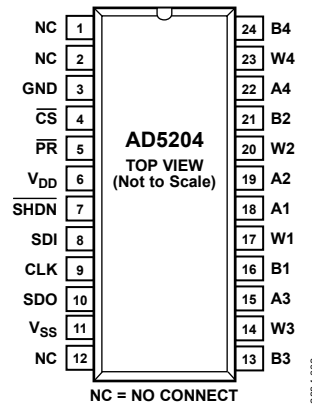 NC 1 24 B4
NC 2 23 W4
GND 3 22 A4
CS 4 21 B2
PR 5 20 W2
VDD 6 19 A2
SHDN 7 18 A1
SDI 8 17 W1
CLK 9 16 B1
SDO 10 15 A3
VSS 11 14 W3
NC 12 13 B3
AD5204
TOP VIEW
(Not to Scale)
NC = NO CONNECT